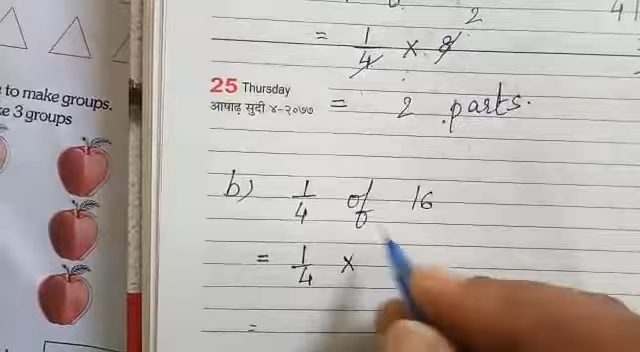 to make groups.
e 3 groups
2
= 1/4 × 8
25 Thursday
आषाढ़ सुदी ४-२०७७
= 2 parts.
b) 1/4 of 16
= 1/4 ×
=